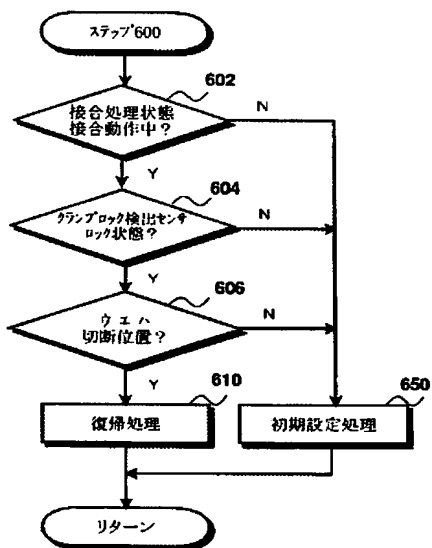 ステップ600
602
接合処理状態
接合動作中?
N
Y
604
クランプロック検出センサ
ロック状態?
N
Y
606
ウエハ
切断位置?
N
Y
610
復帰処理
650
初期設定処理
リターン